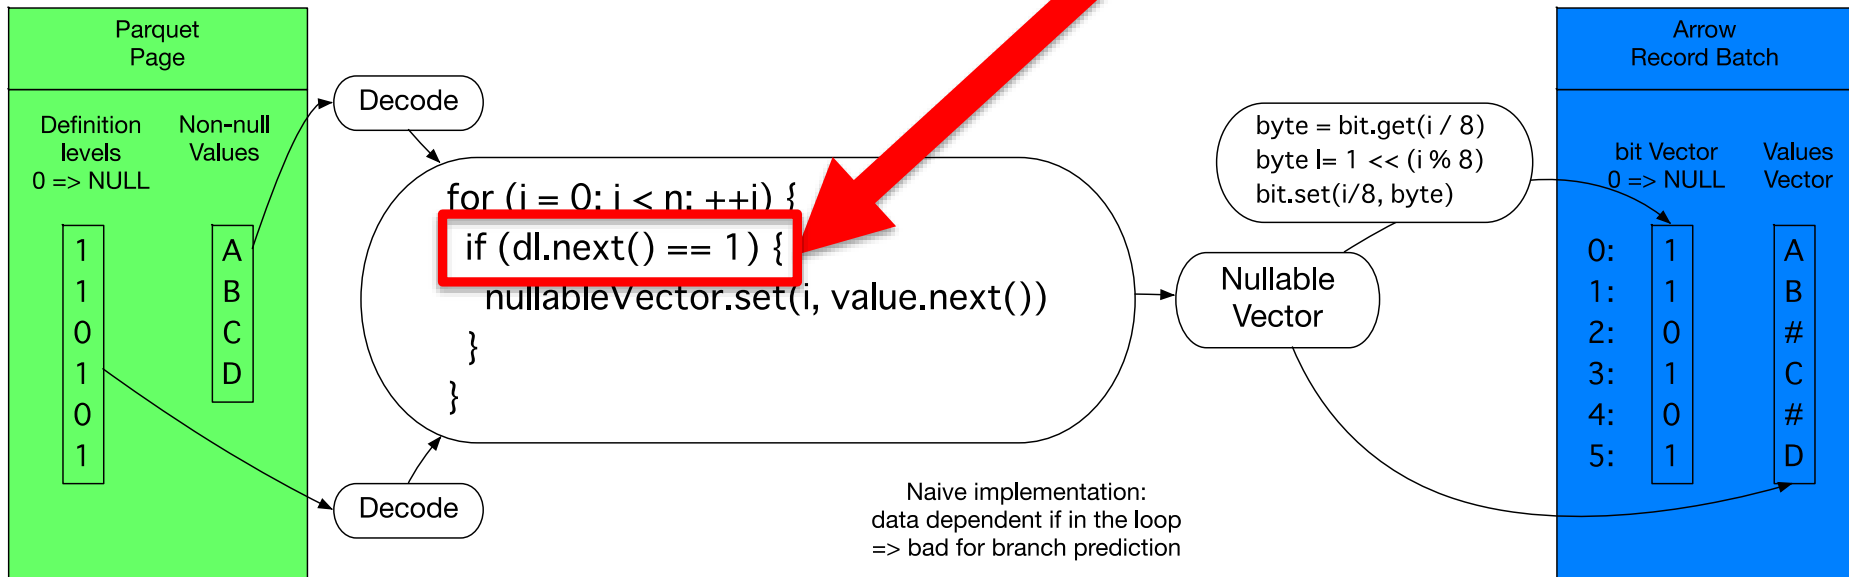 Parquet
Page
Definition
levels
0 => NULL
Non-null
Values
1
1
0
1
0
1
A
B
C
D
Decode
Decode
for (i = 0; i < n; ++i) {
if (dl.next() == 1) {
nullableVector.set(i, value.next())
}
}
Naive implementation:
data dependent if in the loop
=> bad for branch prediction
Nullable
Vector
byte = bit.get(i / 8)
byte |= 1 << (i % 8)
bit.set(i/8, byte)
Arrow
Record Batch
bit Vector
0 => NULL
Values
Vector
0: 1 A
1: 1 B
2: 0 #
3: 1 C
4: 0 #
5: 1 D